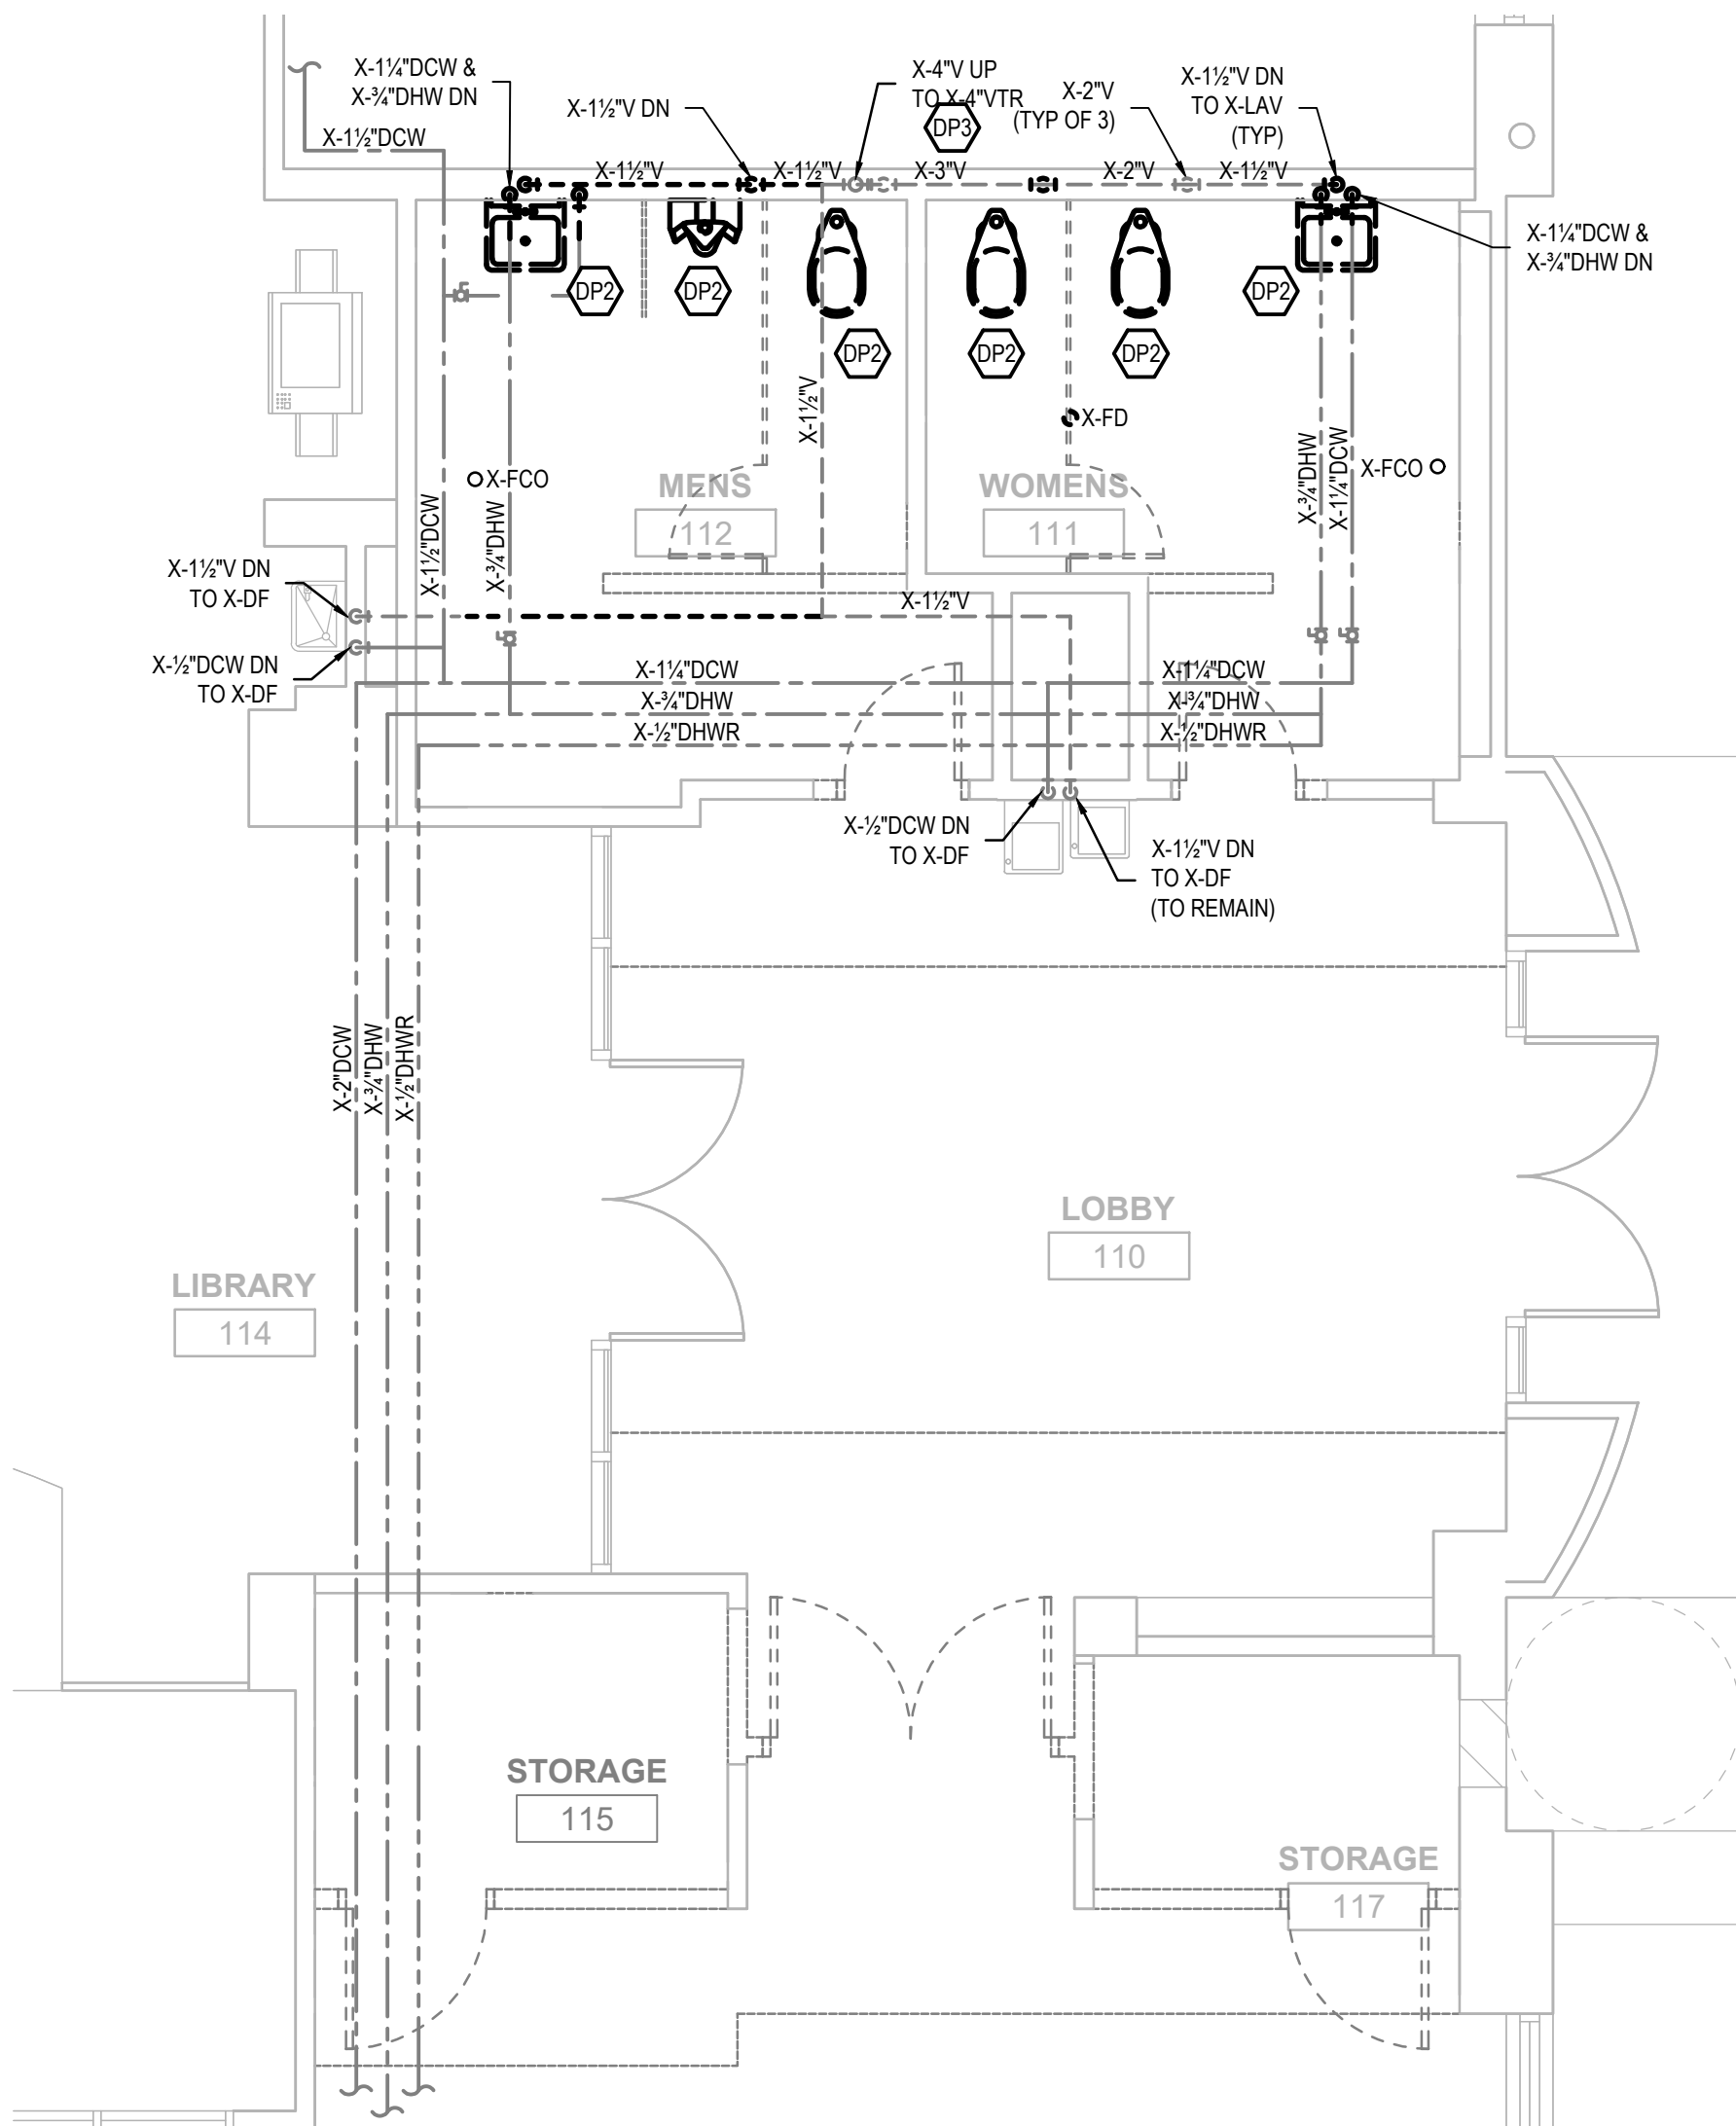 X-1¼"DCW &
X-¾"DHW DN
X-1½"DCW
X-1½"V DN
X-4"V UP
TO X-4"VTR
DP3
X-2"V
(TYP OF 3)
X-1½"V DN
TO X-LAV
(TYP)
X-1½"V
X-1½"V
X-3"V
X-2"V
X-1½"V
X-1¼"DCW &
X-¾"DHW DN
DP2
DP2
DP2
DP2
DP2
DP2
X-1½"V
X-FD
X-FCO
X-FCO
MENS
112
WOMENS
111
X-1½"DCW
X-¾"DHW
X-¾"DHW
X-1¼"DCW
X-1½"V DN
TO X-DF
X-1½"V
X-½"DCW DN
TO X-DF
X-1¼"DCW
X-1¼"DCW
X-¾"DHW
X-¾"DHW
X-½"DHWR
X-½"DHWR
X-½"DCW DN
TO X-DF
X-1½"V DN
TO X-DF
(TO REMAIN)
X-2"DCW
X-¾"DHW
X-½"DHWR
LOBBY
110
LIBRARY
114
STORAGE
115
STORAGE
117